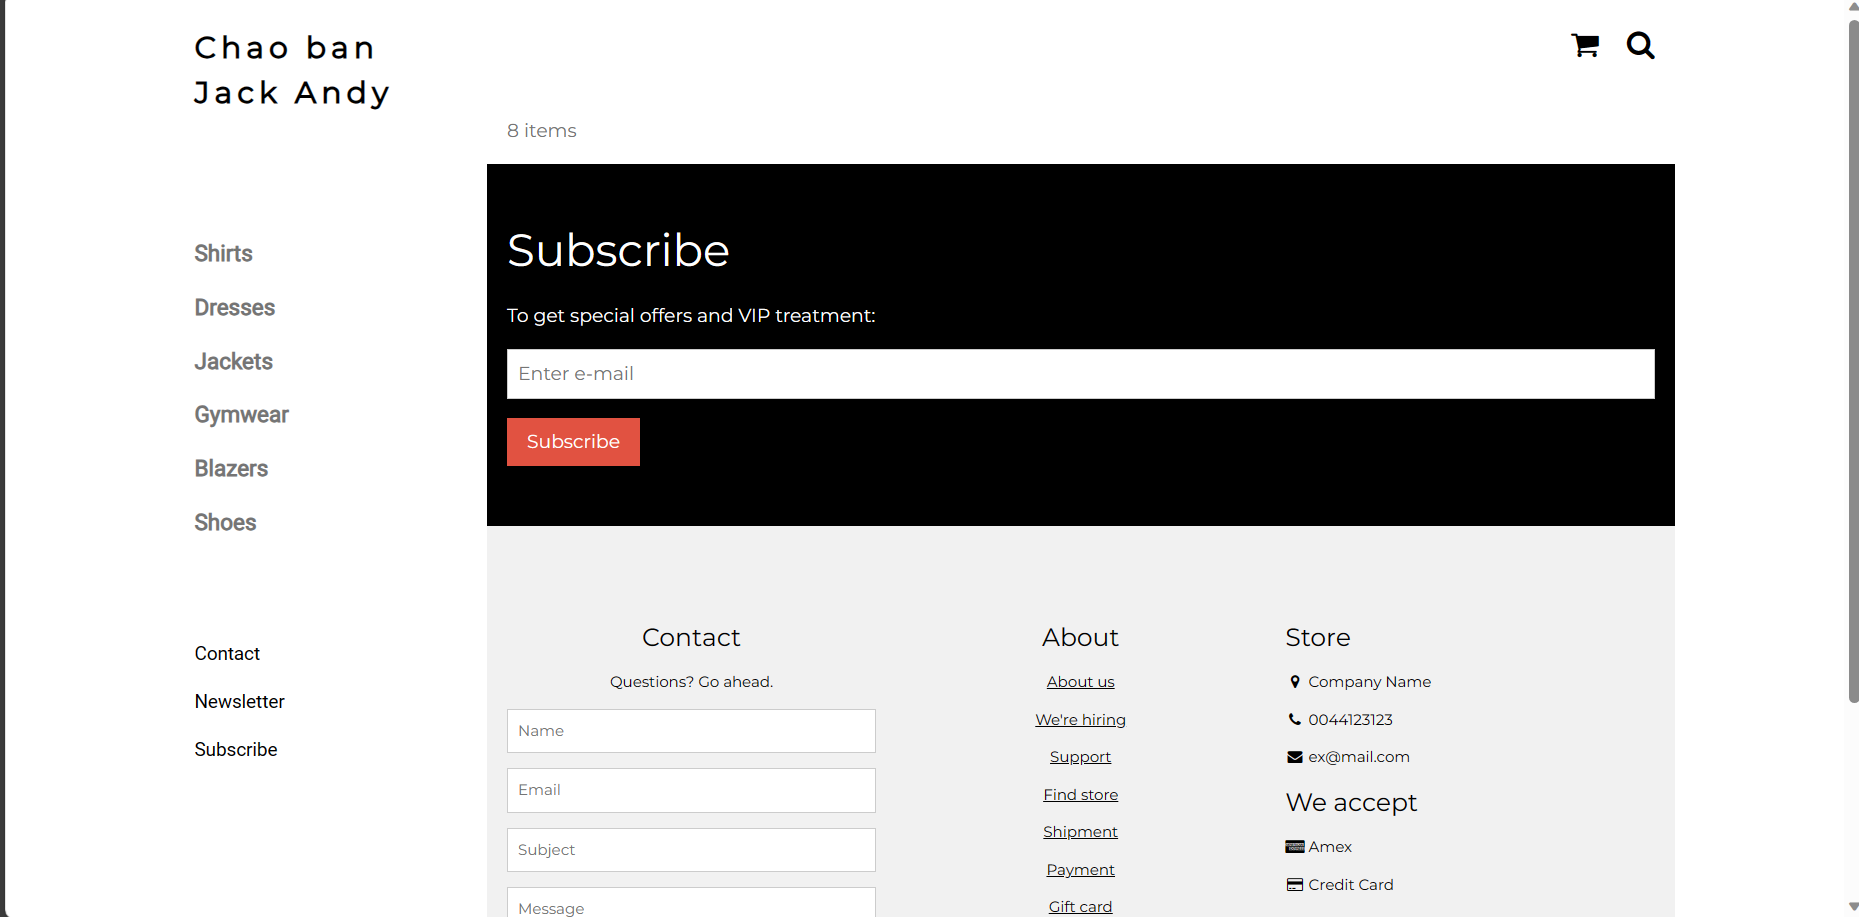 Chao ban
Jack Andy
8 items
Shirts
Dresses
Jackets
Gymwear
Blazers
Shoes
Contact
Newsletter
Subscribe
Subscribe
To get special offers and VIP treatment:
Enter e-mail
Subscribe
Contact
Questions? Go ahead.
Name
Email
Subject
Message
About
About us
We're hiring
Support
Find store
Shipment
Payment
Gift card
Store
Company Name
0044123123
ex@mail.com
We accept
Amex
Credit Card